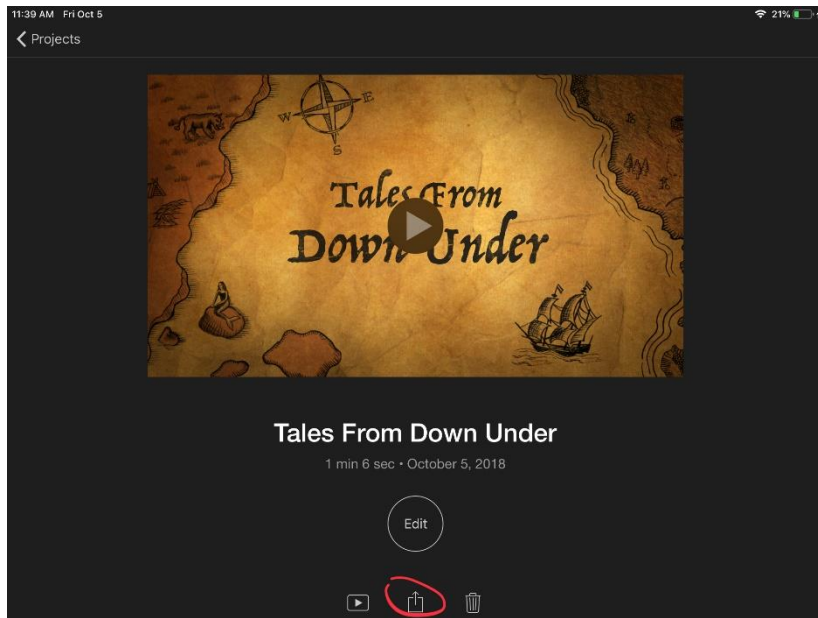 11:39 AM Fri Oct 5
21%
Projects
W
E
S
Tales From
Down Under
Tales From Down Under
1 min 6 sec • October 5, 2018
Edit